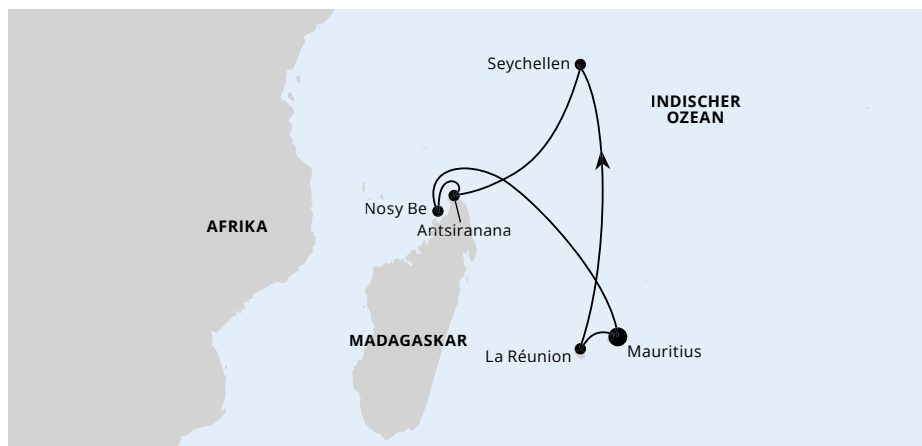 Seychellen
INDISCHER
OZEAN
Nosy Be
Antsiranana
AFRIKA
MADAGASKAR
La Réunion
Mauritius